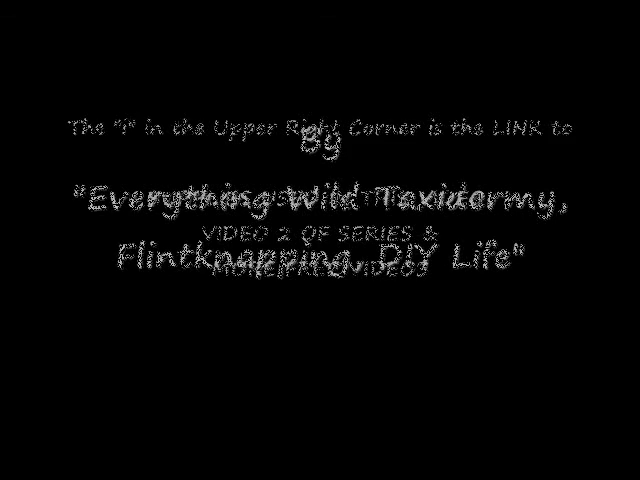 The "i" in the Upper Right Corner is the LINK to
By
"Everything Wild Taxidermy,
VIDEO 2 OF SERIES &
Flintknapping, DIY Life"
VIDEOS